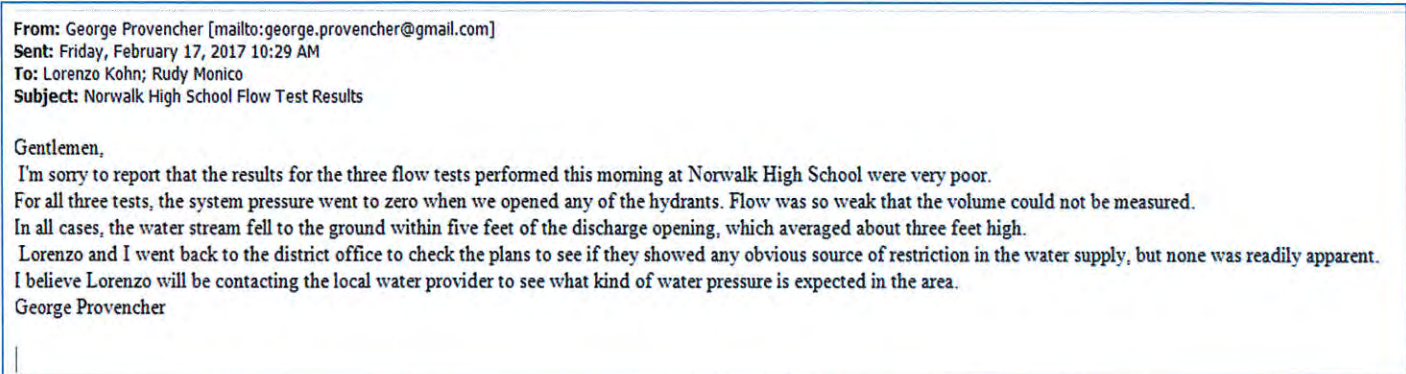 From: George Provencher [mailto:george.provencher@gmail.com]
Sent: Friday, February 17, 2017 10:29 AM
To: Lorenzo Kohn; Rudy Monico
Subject: Norwalk High School Flow Test Results
Gentlemen,
I'm sorry to report that the results for the three flow tests performed this morning at Norwalk High School were very poor.
For all three tests, the system pressure went to zero when we opened any of the hydrants. Flow was so weak that the volume could not be measured.
In all cases, the water stream fell to the ground within five feet of the discharge opening, which averaged about three feet high.
Lorenzo and I went back to the district office to check the plans to see if they showed any obvious source of restriction in the water supply, but none was readily apparent.
I believe Lorenzo will be contacting the local water provider to see what kind of water pressure is expected in the area.
George Provencher